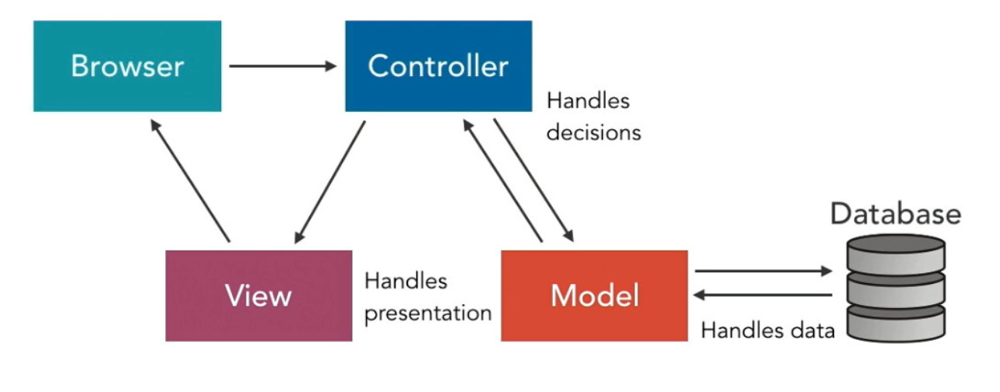 Browser
Controller
Handles
decisions
Database
View
Handles
presentation
Model
Handles data